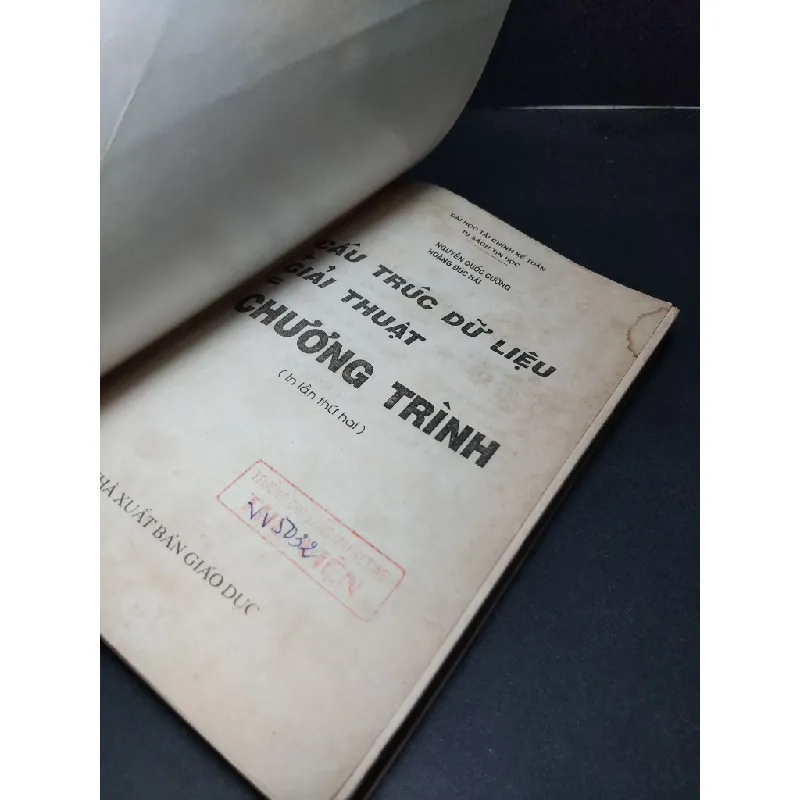 ĐẠI HỌC TÀI CHÍNH KẾ TOÁN
TỦ SÁCH TIN HỌC
NGUYỄN QUỐC CƯỜNG
HOÀNG ĐỨC HẢI
CẤU TRÚC DỮ LIỆU
+ GIẢI THUẬT
= CHƯƠNG TRÌNH
(In lần thứ hai)
NHÀ XUẤT BẢN GIÁO DỤC